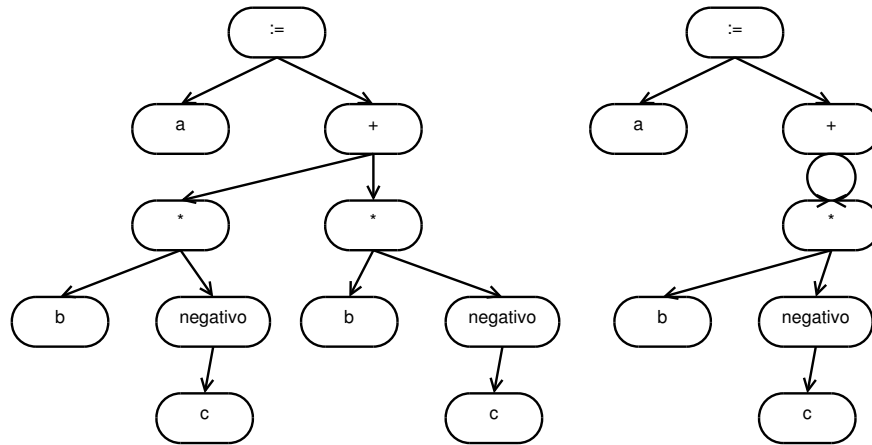 := :=
a + a +
* * *
b negativo b negativo b negativo
c c c